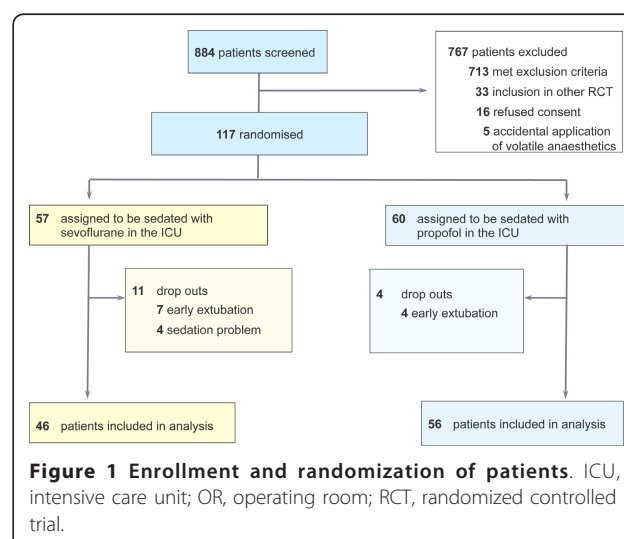 884 patients screened
767 patients excluded
713 met exclusion criteria
33 inclusion in other RCT
16 refused consent
5 accidental application
of volatile anaesthetics
117 randomised
57 assigned to be sedated with
sevoflurane in the ICU
60 assigned to be sedated with
propofol in the ICU
11 drop outs
7 early extubation
4 sedation problem
4 drop outs
4 early extubation
46 patients included in analysis
56 patients included in analysis
Figure 1 Enrollment and randomization of patients. ICU,
intensive care unit; OR, operating room; RCT, randomized controlled
trial.